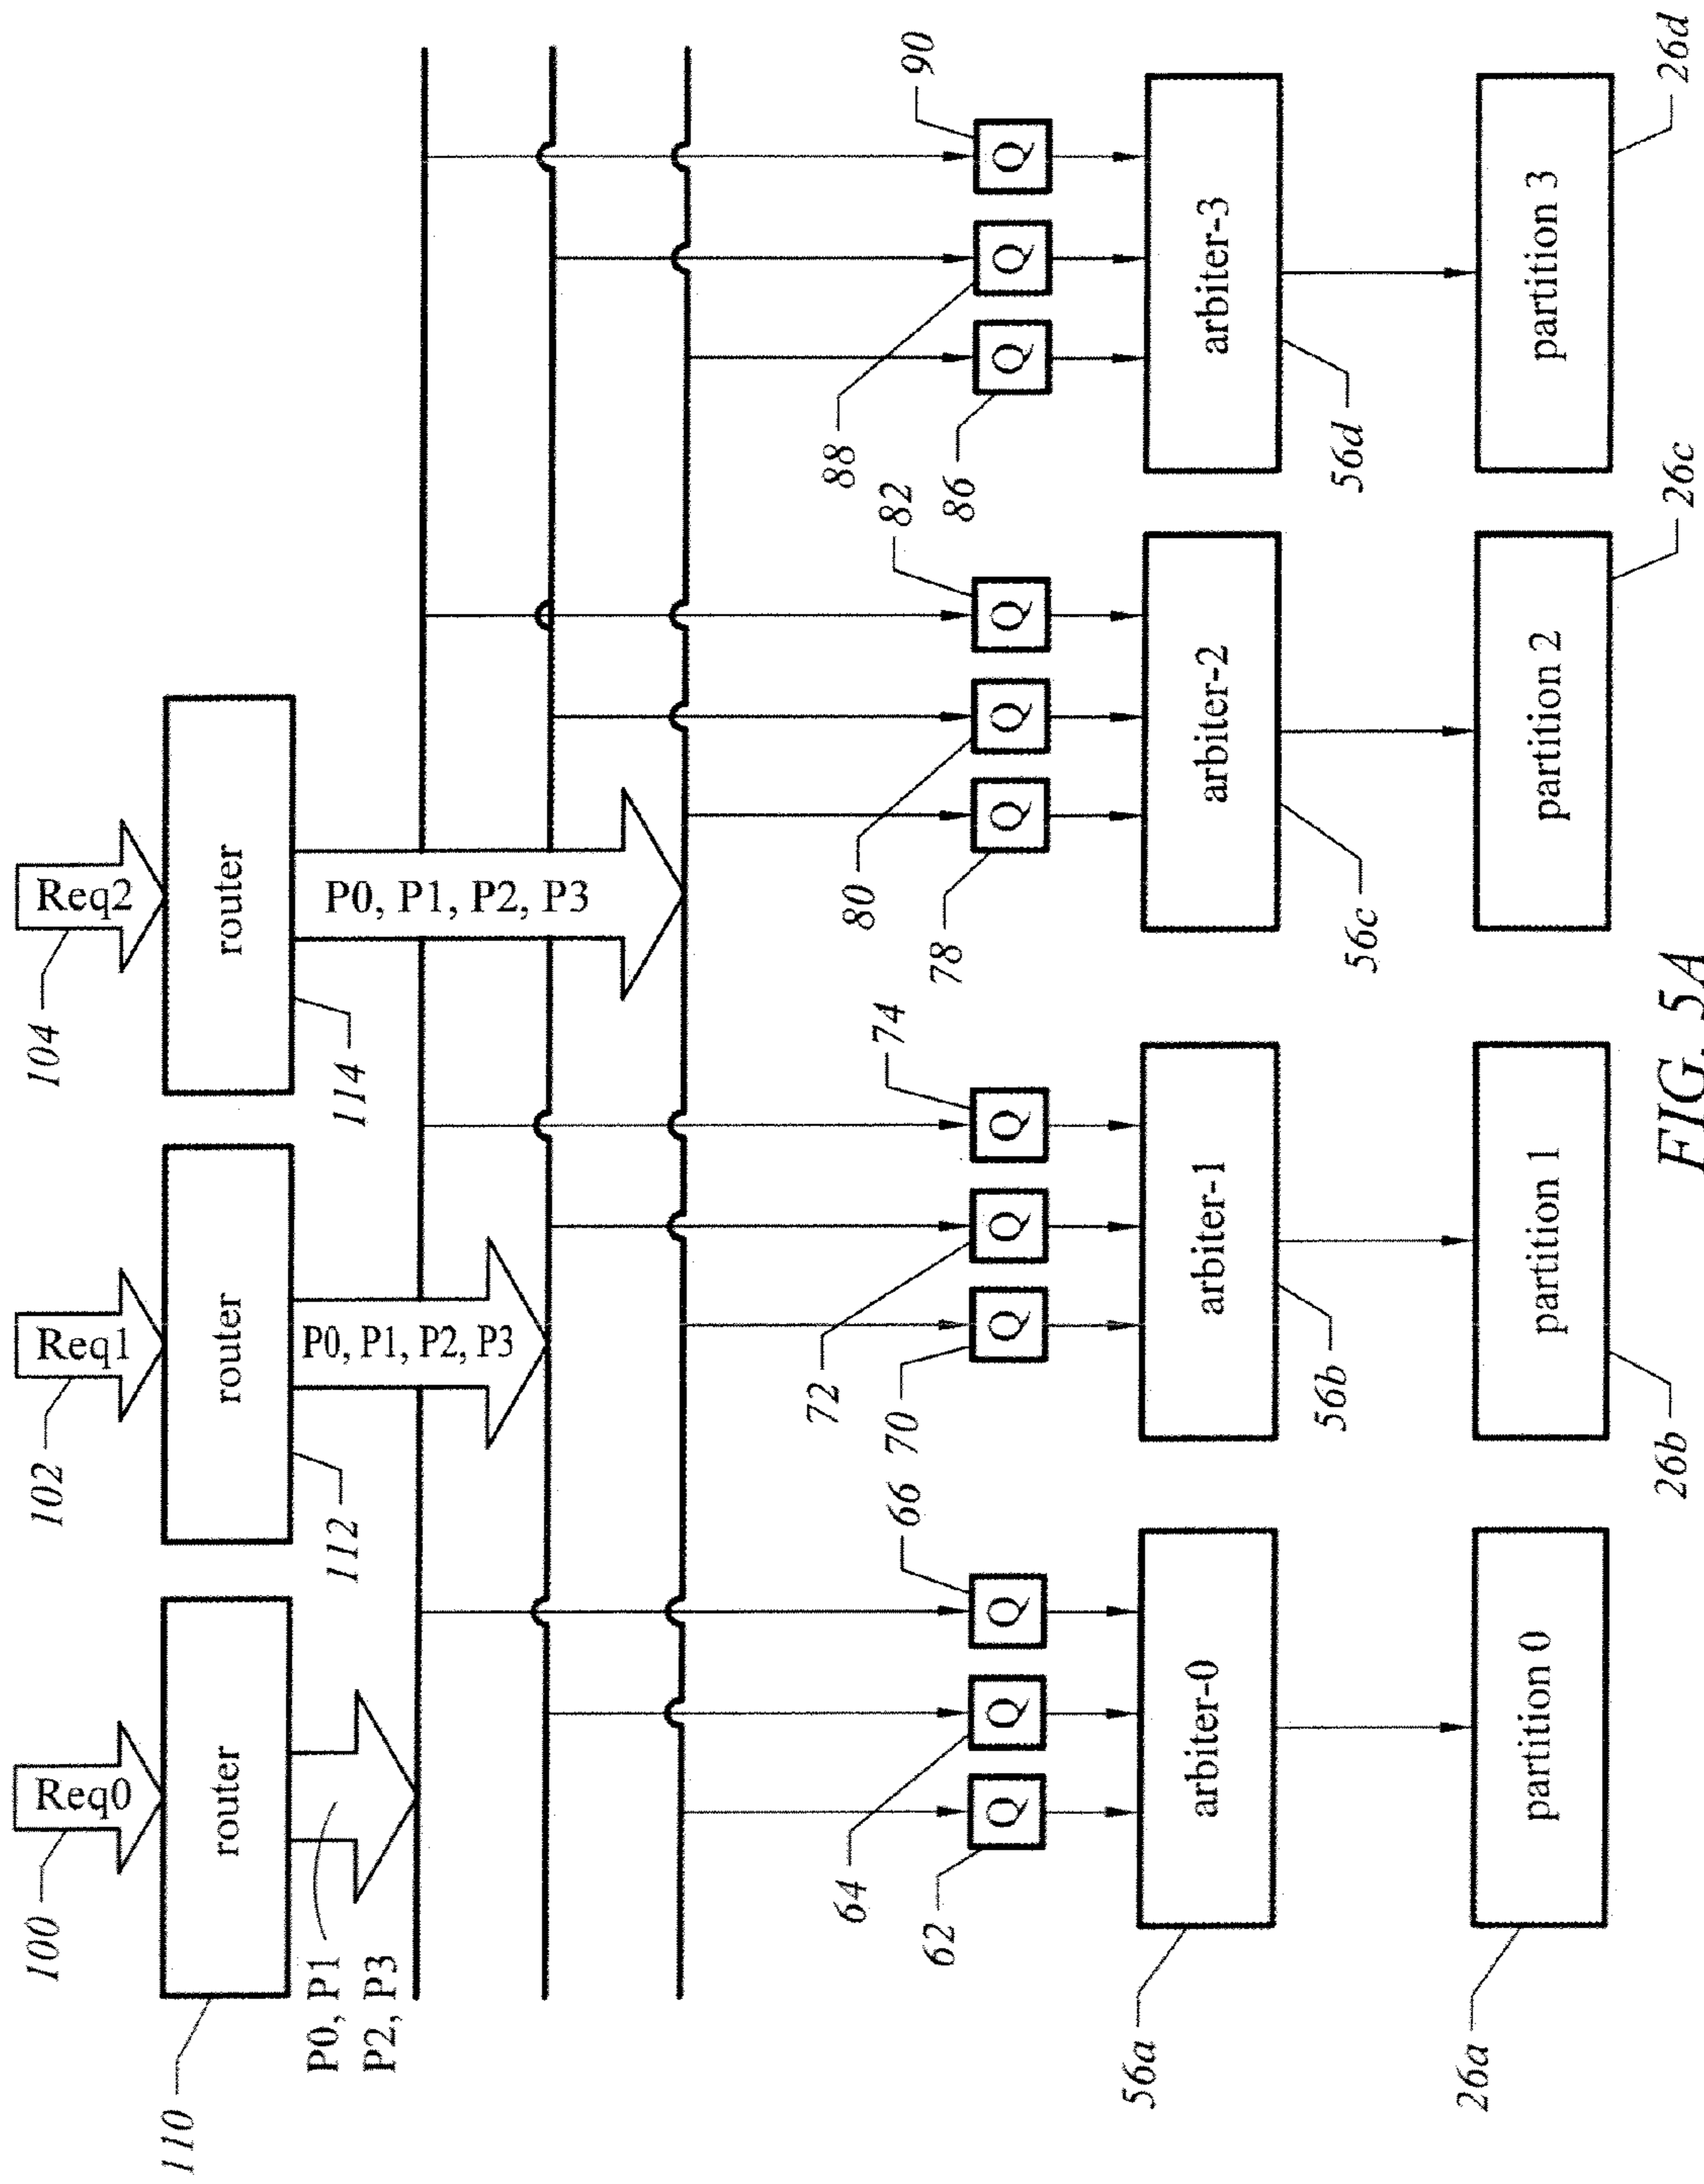 100
Req0
102
Req1
104
Req2
110
router
112
router
114
router
P0, P1
P2, P3
P0, P1, P2, P3
P0, P1, P2, P3
62
64
66
70
72
74
78
80
82
86
88
90
Q
Q
Q
Q
Q
Q
Q
Q
Q
Q
Q
Q
56a
arbiter-0
56b
arbiter-1
56c
arbiter-2
56d
arbiter-3
26a
partition 0
26b
partition 1
26c
partition 2
26d
partition 3
FIG. 5A